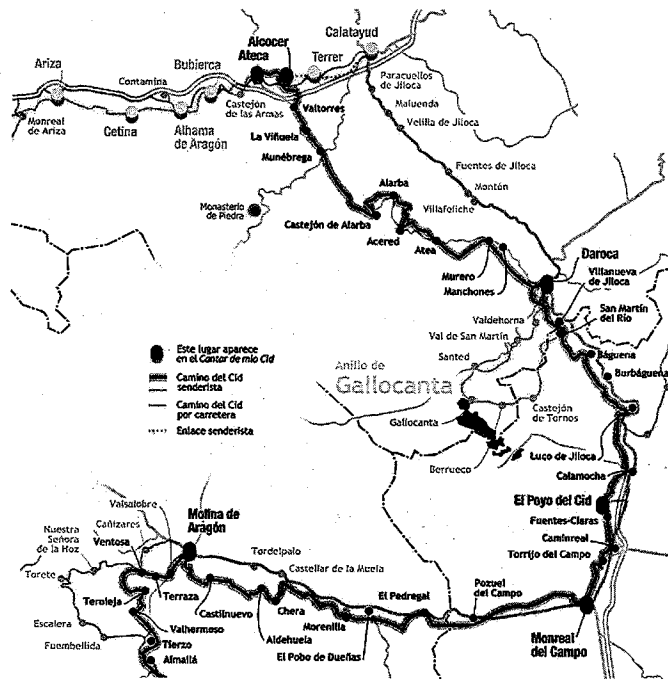 Ariza
Monreal
de Ariza
Contamina
Cetina
Bubierca
Alhama
de Aragón
Castejón
de las Armas
Alcocer
Ateca
Terrer
Calatayud
Paracuellos
de Jiloca
Maluenda
Velilla de Jiloca
Valtorres
La Viñuela
Munébrega
Monasterio
de Piedra
Castejón de Alarba
Alarba
Acered
Atea
Fuentes de Jiloca
Montón
Villafeliche
Murero
Manchones
Daroca
Villanueva
de Jiloca
San Martín
del Río
Valdehorna
Val de San Martín
Santed
Báguena
Burbáguena
Anillo de
Gallocanta
Gallocanta
Castejón
de Tornos
Berrueco
Luco de Jiloca
Calamocha
El Poyo del Cid
Fuentes-Claras
Caminreal
Torrijo del Campo
Monreal
del Campo
Pozuel
del Campo
El Pedregal
El Pobo de Dueñas
Morenilla
Aldehuela
Chera
Castellar de la Muela
Tordelpalo
Castilnuevo
Molina de
Aragón
Valsalobre
Cañizares
Ventosa
Nuestra
Señora
de la Hoz
Torete
Teroleja
Terraza
Escalera
Valhermoso
Fuembellida
Tierzo
Almallá
Este lugar aparece
en el Cantar de mío Cid
Camino del Cid
senderista
Camino del Cid
por carretera
Enlace senderista